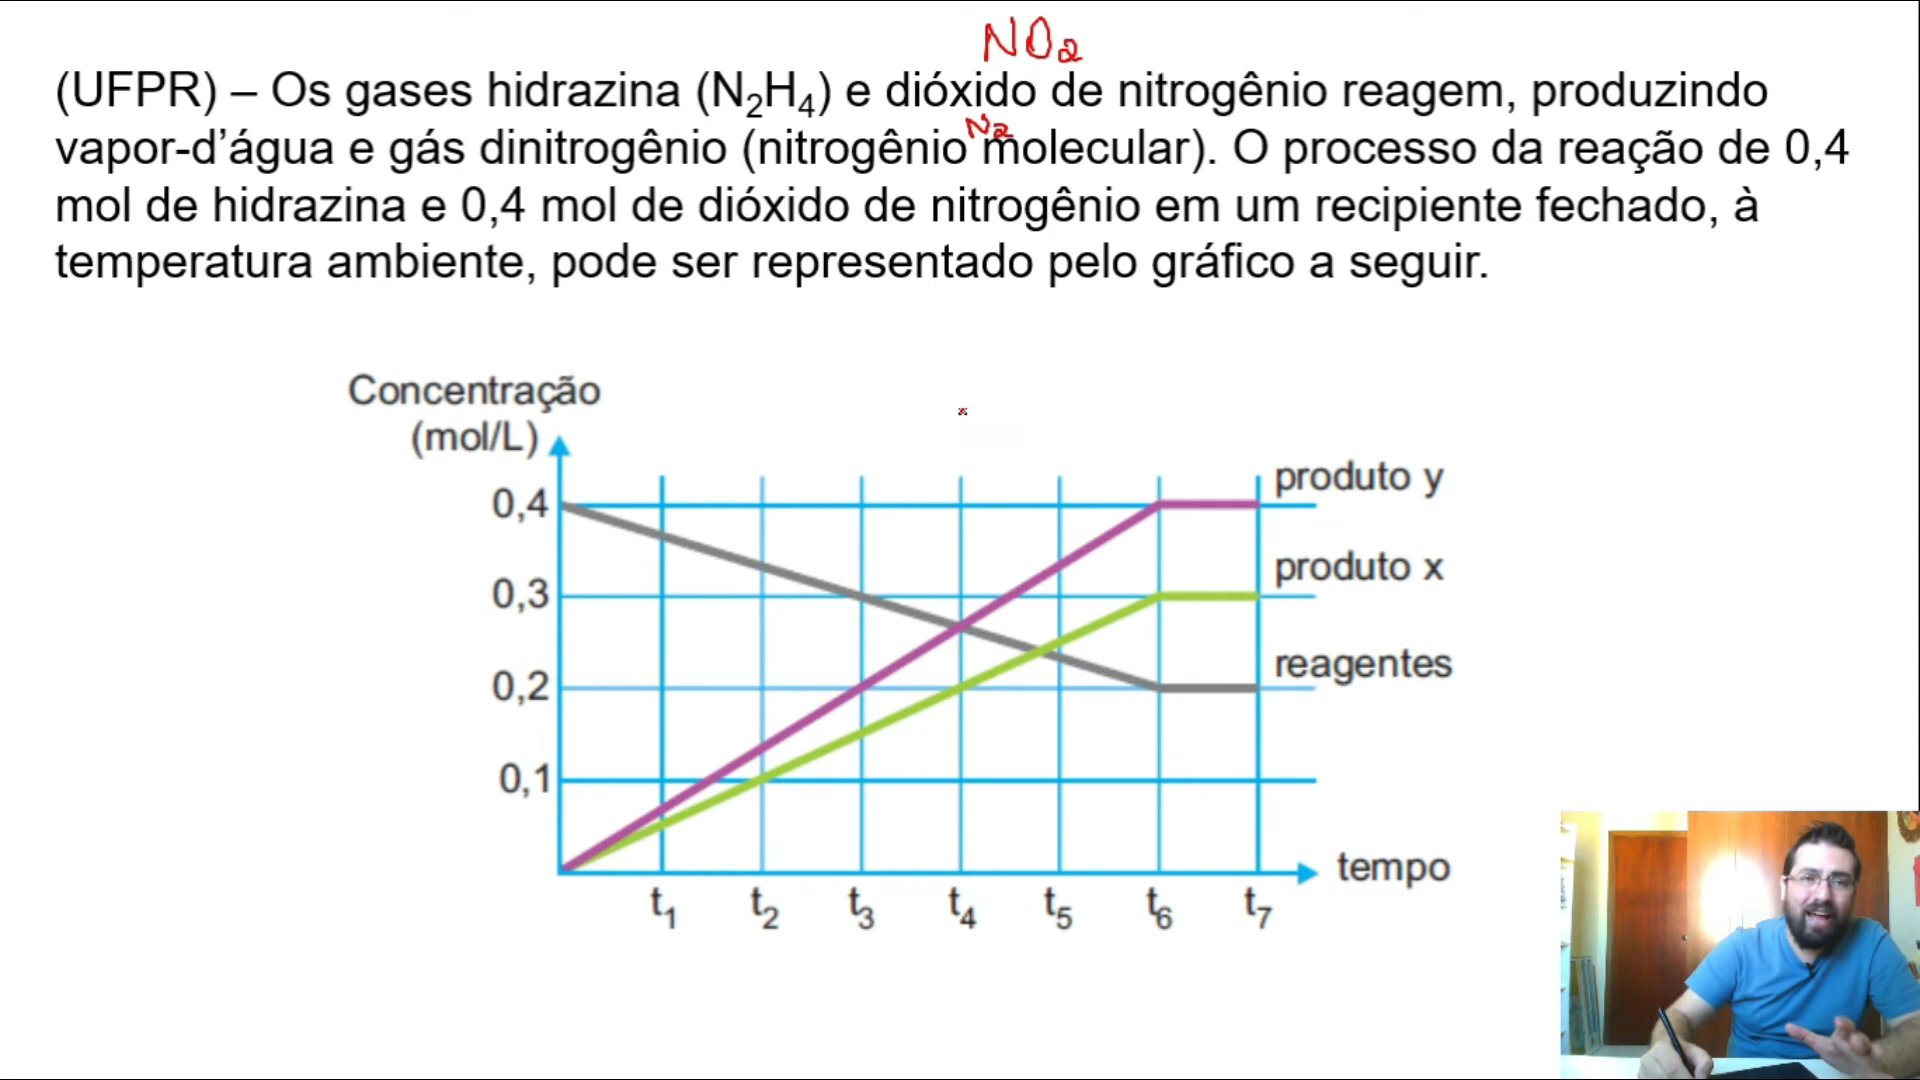 NO₂
(UFPR) – Os gases hidrazina (N₂H₄) e dióxido de nitrogênio reagem, produzindo
N₂
vapor-d’água e gás dinitrogênio (nitrogênio molecular). O processo da reação de 0,4
mol de hidrazina e 0,4 mol de dióxido de nitrogênio em um recipiente fechado, à
temperatura ambiente, pode ser representado pelo gráfico a seguir.
Concentração
(mol/L)
produto y
0,4
produto x
0,3
reagentes
0,2
0,1
tempo
t₁ t₂ t₃ t₄ t₅ t₆ t₇